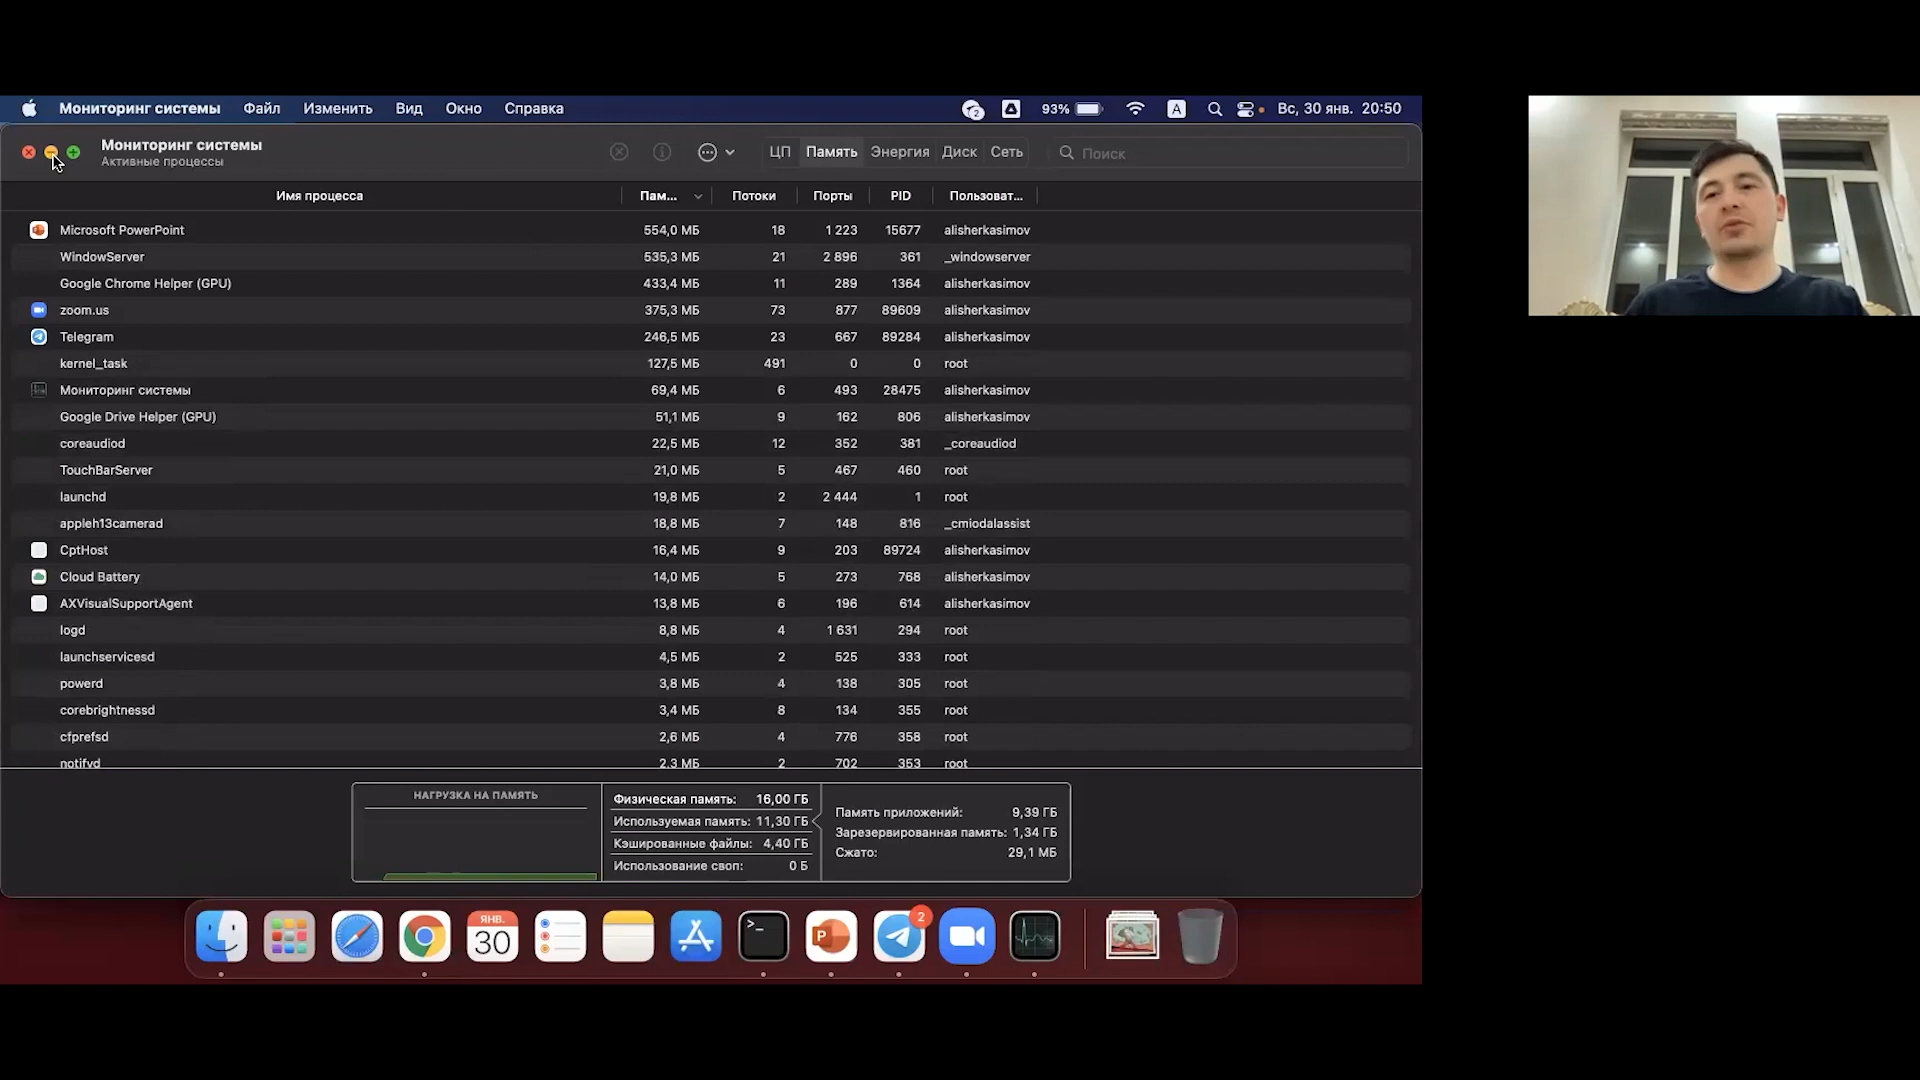 Мониторинг системы Файл Изменить Вид Окно Справка 2 93% A Вс, 30 янв. 20:50
Мониторинг системы
Активные процессы
ЦП Память Энергия Диск Сеть Поиск
Имя процесса Пам... Потоки Порты PID Пользоват...
Microsoft PowerPoint 554,0 МБ 18 1 223 15677 alisherkasimov
WindowServer 535,3 МБ 21 2 896 361 _windowserver
Google Chrome Helper (GPU) 433,4 МБ 11 289 1364 alisherkasimov
zoom.us 375,3 МБ 73 877 89609 alisherkasimov
Telegram 246,5 МБ 23 667 89284 alisherkasimov
kernel_task 127,5 МБ 491 0 0 root
Мониторинг системы 69,4 МБ 6 493 28475 alisherkasimov
Google Drive Helper (GPU) 51,1 МБ 9 162 806 alisherkasimov
coreaudiod 22,5 МБ 12 352 381 _coreaudiod
TouchBarServer 21,0 МБ 5 467 460 root
launchd 19,8 МБ 2 2 444 1 root
appleh13camerad 18,8 МБ 7 148 816 _cmiodalassist
CptHost 16,4 МБ 9 203 89724 alisherkasimov
Cloud Battery 14,0 МБ 5 273 768 alisherkasimov
AXVisualSupportAgent 13,8 МБ 6 196 614 alisherkasimov
logd 8,8 МБ 4 1 631 294 root
launchservicesd 4,5 МБ 2 525 333 root
powerd 3,8 МБ 4 138 305 root
corebrightnessd 3,4 МБ 8 134 355 root
cfprefsd 2,6 МБ 4 776 358 root
notifyd 2,3 МБ 2 702 353 root
НАГРУЗКА НА ПАМЯТЬ
Физическая память: 16,00 ГБ
Используемая память: 11,30 ГБ
Кэшированные файлы: 4,40 ГБ
Использование своп: 0 Б
Память приложений: 9,39 ГБ
Зарезервированная память: 1,34 ГБ
Сжато: 29,1 МБ
ЯНВ.
30
>_
P
2